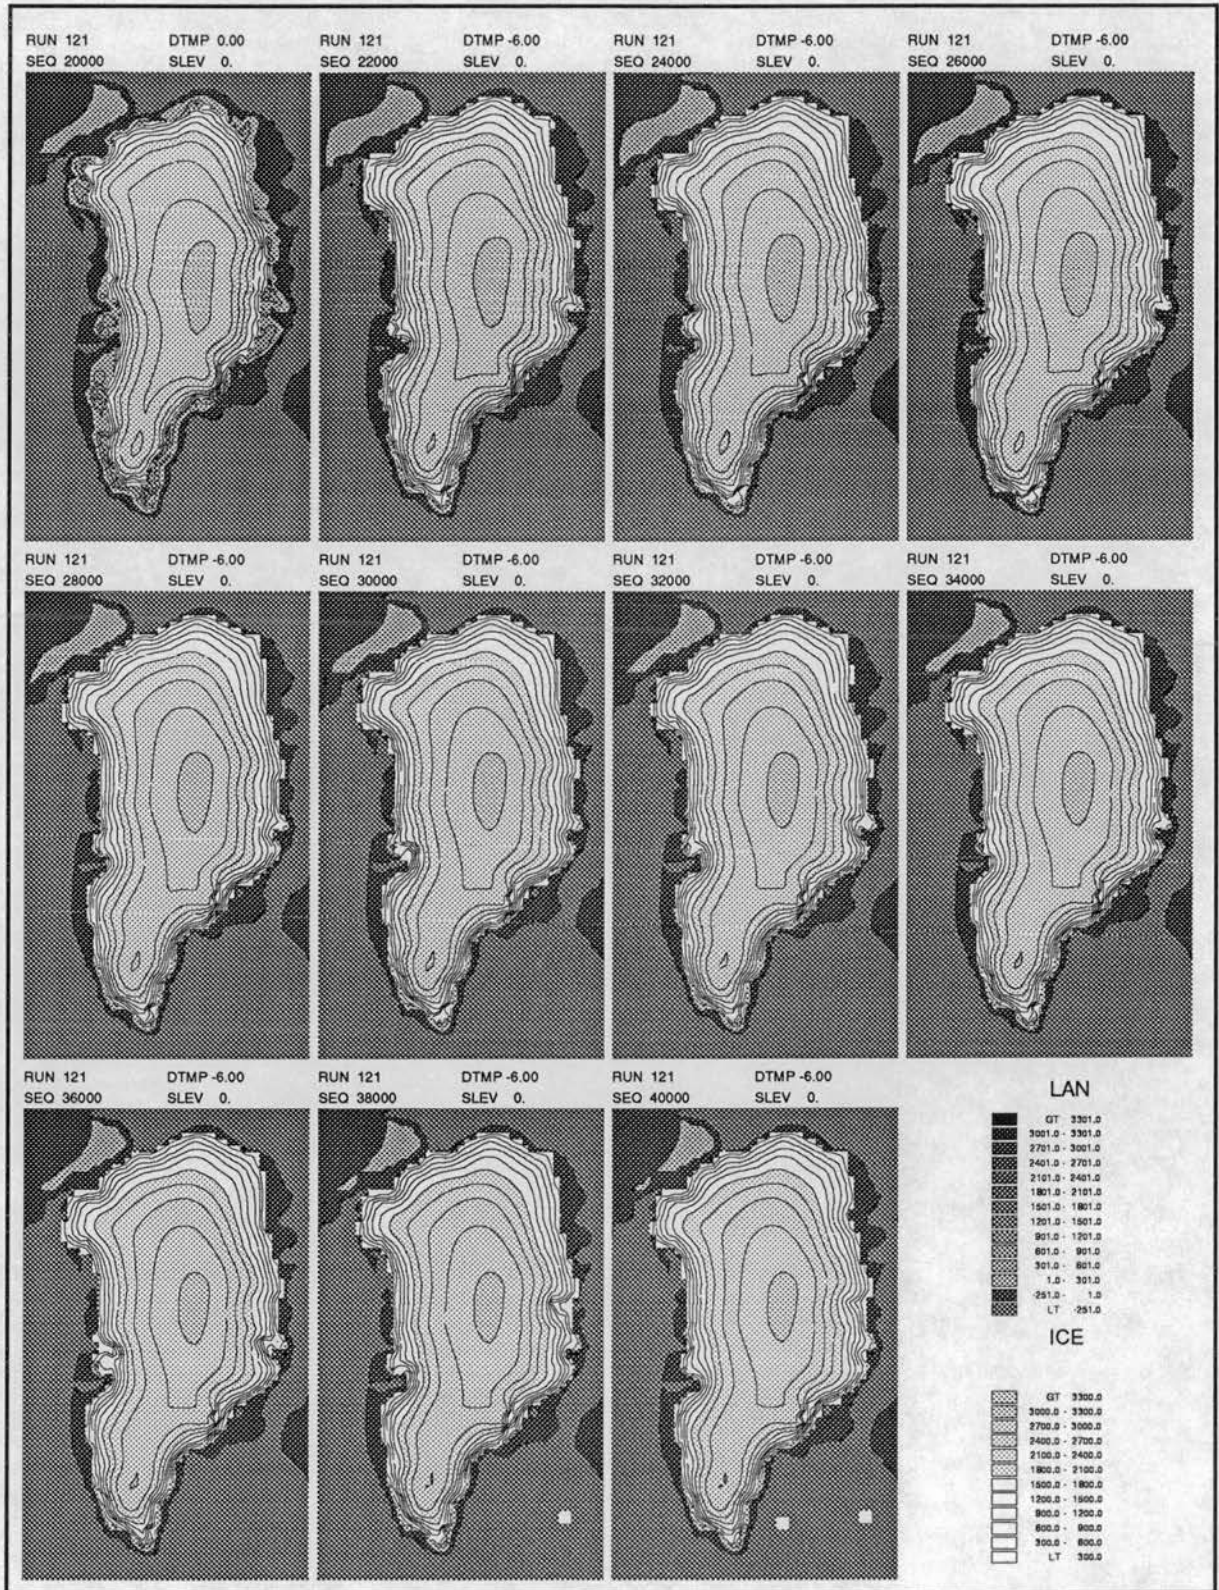 RUN 121 DTMP 0.00 RUN 121 DTMP -6.00 RUN 121 DTMP -6.00 RUN 121 DTMP -6.00
SEQ 20000 SLEV 0. SEQ 22000 SLEV 0. SEQ 24000 SLEV 0. SEQ 26000 SLEV 0.
RUN 121 DTMP -6.00 RUN 121 DTMP -6.00 RUN 121 DTMP -6.00 RUN 121 DTMP -6.00
SEQ 28000 SLEV 0. SEQ 30000 SLEV 0. SEQ 32000 SLEV 0. SEQ 34000 SLEV 0.
RUN 121 DTMP -6.00 RUN 121 DTMP -6.00 RUN 121 DTMP -6.00
SEQ 36000 SLEV 0. SEQ 38000 SLEV 0. SEQ 40000 SLEV 0.
LAN
GT 3301.0
3001.0 - 3301.0
2701.0 - 3001.0
2401.0 - 2701.0
2101.0 - 2401.0
1801.0 - 2101.0
1501.0 - 1801.0
1201.0 - 1501.0
901.0 - 1201.0
601.0 - 901.0
301.0 - 601.0
1.0 - 301.0
-251.0 - 1.0
LT -251.0
ICE
GT 3300.0
3000.0 - 3300.0
2700.0 - 3000.0
2400.0 - 2700.0
2100.0 - 2400.0
1800.0 - 2100.0
1500.0 - 1800.0
1200.0 - 1500.0
900.0 - 1200.0
600.0 - 900.0
300.0 - 600.0
LT 300.0